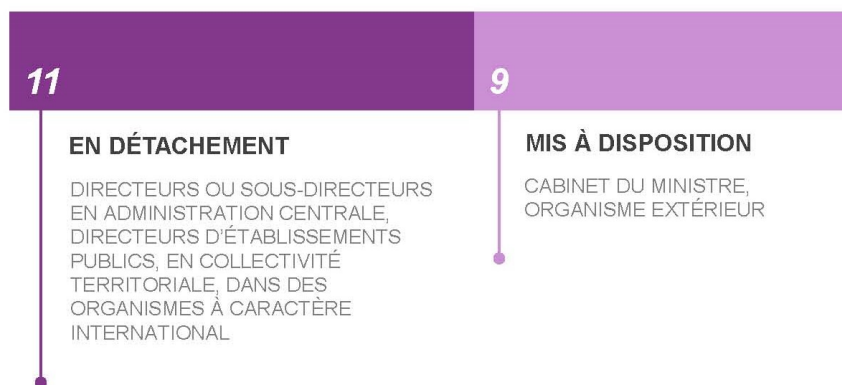 11
EN DÉTACHEMENT
DIRECTEURS OU SOUS-DIRECTEURS
EN ADMINISTRATION CENTRALE,
DIRECTEURS D'ÉTABLISSEMENTS
PUBLICS, EN COLLECTIVITÉ
TERRITORIALE, DANS DES
ORGANISMES À CARACTÈRE
INTERNATIONAL
9
MIS À DISPOSITION
CABINET DU MINISTRE,
ORGANISME EXTÉRIEUR